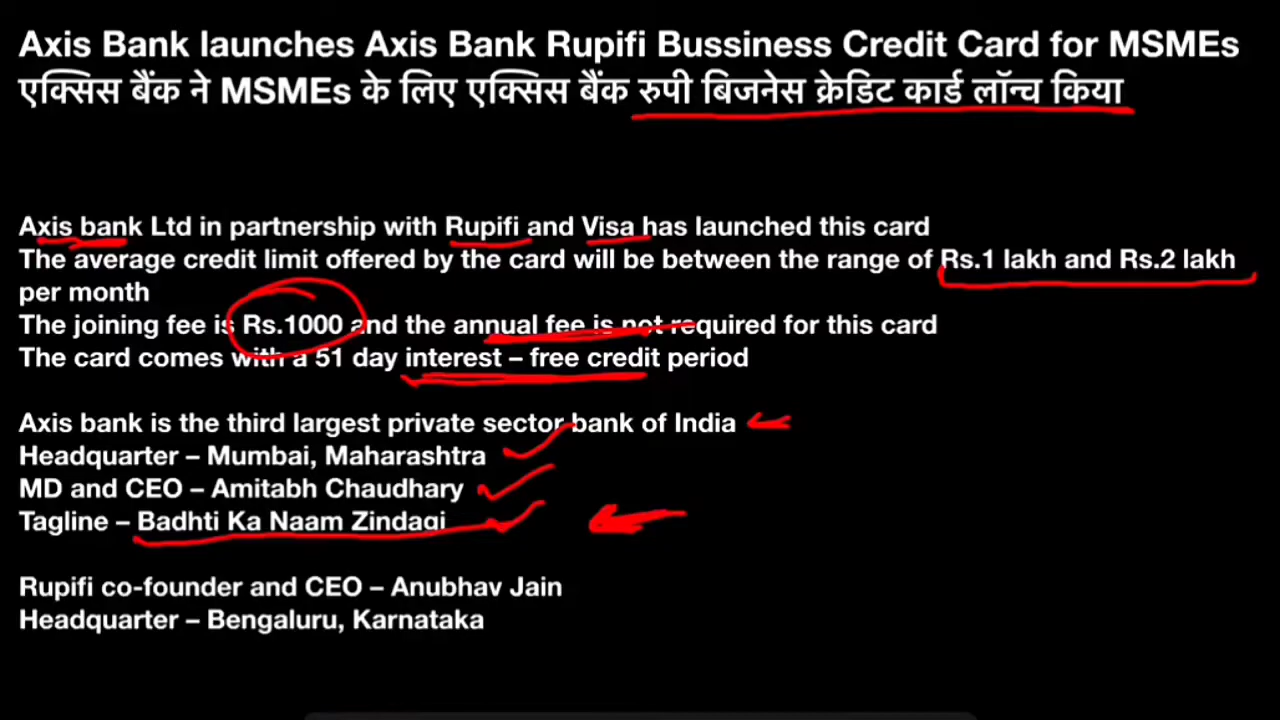 Axis Bank launches Axis Bank Rupifi Bussiness Credit Card for MSMEs
एक्सिस बैंक ने MSMEs के लिए एक्सिस बैंक रुपी बिजनेस क्रेडिट कार्ड लॉन्च किया
Axis bank Ltd in partnership with Rupifi and Visa has launched this card
The average credit limit offered by the card will be between the range of Rs.1 lakh and Rs.2 lakh
per month
The joining fee is Rs.1000 and the annual fee is not required for this card
The card comes with a 51 day interest – free credit period
Axis bank is the third largest private sector bank of India
Headquarter – Mumbai, Maharashtra
MD and CEO – Amitabh Chaudhary
Tagline – Badhti Ka Naam Zindagi
Rupifi co-founder and CEO – Anubhav Jain
Headquarter – Bengaluru, Karnataka